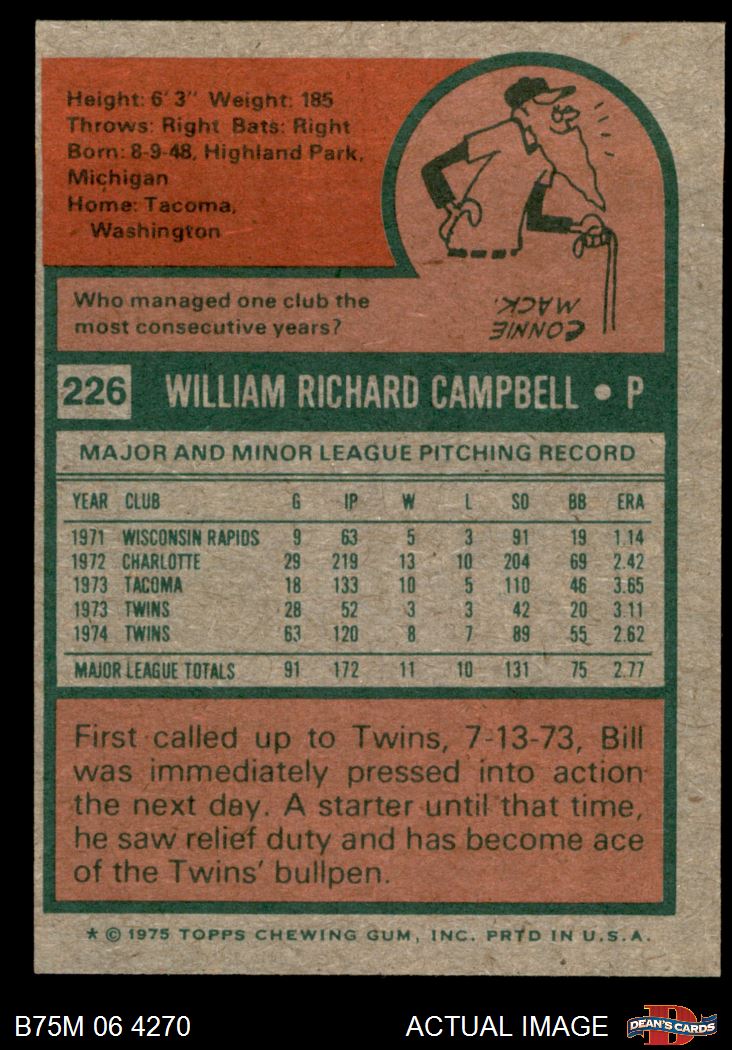 Height: 6' 3" Weight: 185
Throws: Right Bats: Right
Born: 8-9-48, Highland Park,
Michigan
Home: Tacoma,
Washington
Who managed one club the
most consecutive years?
CONNIE
MACK.
226 WILLIAM RICHARD CAMPBELL • P
MAJOR AND MINOR LEAGUE PITCHING RECORD
YEAR CLUB G IP W L SO BB ERA
1971 WISCONSIN RAPIDS 9 63 5 3 91 19 1.14
1972 CHARLOTTE 29 219 13 10 204 69 2.42
1973 TACOMA 18 133 10 5 110 46 3.65
1973 TWINS 28 52 3 3 42 20 3.11
1974 TWINS 63 120 8 7 89 55 2.62
MAJOR LEAGUE TOTALS 91 172 11 10 131 75 2.77
First called up to Twins, 7-13-73, Bill
was immediately pressed into action
the next day. A starter until that time,
he saw relief duty and has become ace
of the Twins' bullpen.
* © 1975 TOPPS CHEWING GUM, INC. PRTD IN U.S.A.
B75M 06 4270 ACTUAL IMAGE
D
DEAN'S CARDS